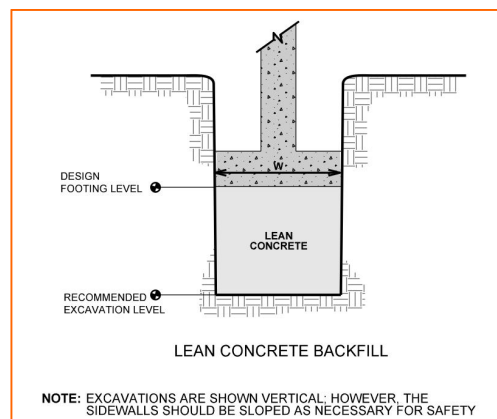 DESIGN
FOOTING LEVEL
W
LEAN
CONCRETE
RECOMMENDED
EXCAVATION LEVEL
LEAN CONCRETE BACKFILL
NOTE: EXCAVATIONS ARE SHOWN VERTICAL; HOWEVER, THE
SIDEWALLS SHOULD BE SLOPED AS NECESSARY FOR SAFETY